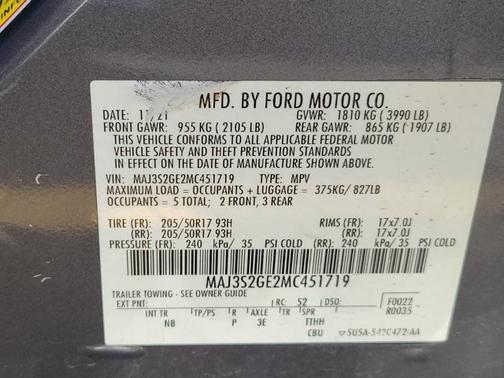 MFD. BY FORD MOTOR CO.
DATE: 11/21 GVWR: 1810 KG ( 3990 LB)
FRONT GAWR: 955 KG ( 2105 LB) REAR GAWR: 865 KG ( 1907 LB)
THIS VEHICLE CONFORMS TO ALL APPLICABLE FEDERAL MOTOR
VEHICLE SAFETY AND THEFT PREVENTION STANDARDS
IN EFFECT ON THE DATE OF MANUFACTURE SHOWN ABOVE.
VIN: MAJ3S2GE2MC451719 TYPE: MPV
MAXIMUM LOAD = OCCUPANTS + LUGGAGE = 375KG/ 827LB
OCCUPANTS = 5 TOTAL; 2 FRONT, 3 REAR
TIRE (FR): 205/50R17 93H RIMS (FR): 17x7.0J
(RR): 205/50R17 93H (RR): 17x7.0J
PRESSURE (FR): 240 kPa/ 35 PSI COLD (RR): 240 kPa/ 35 PSI COLD
MAJ3S2GE2MC451719
TRAILER TOWING - SEE OWNER GUIDE
EXT PNT: RC: 52 DSO: F0022
R0035
INT TR TP/PS R AXLE TR SPR
NB P 3E TTHH
CBU 5U5A-542C472-AA